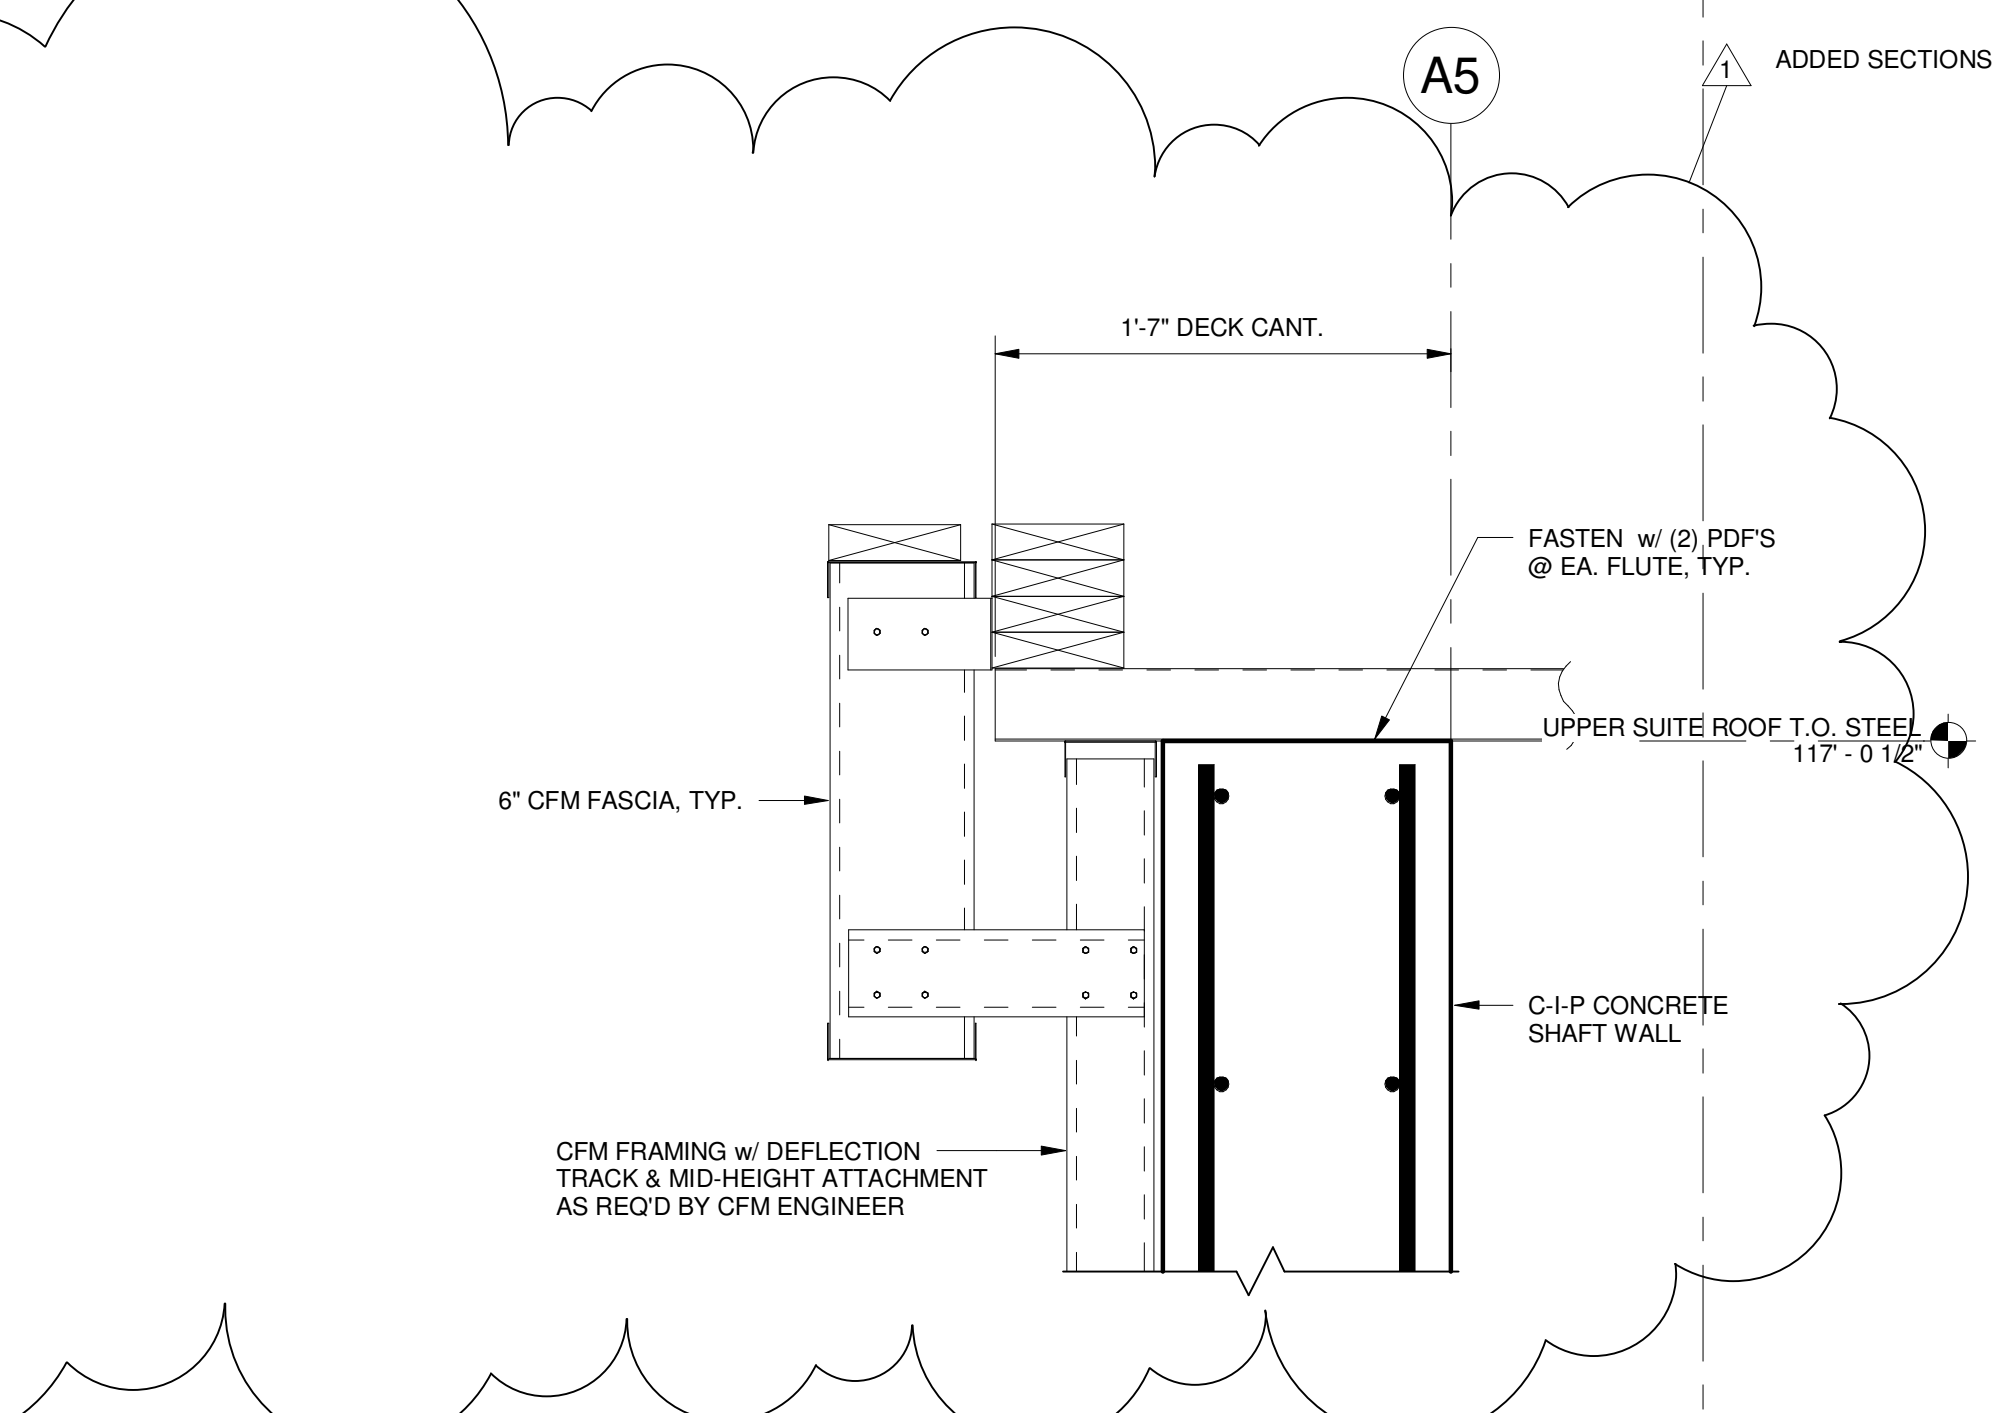 A5
1
ADDED SECTIONS
1'-7" DECK CANT.
FASTEN w/ (2) PDF'S
@ EA. FLUTE, TYP.
UPPER SUITE ROOF T.O. STEEL
117' - 0 1/2"
6" CFM FASCIA, TYP.
C-I-P CONCRETE
SHAFT WALL
CFM FRAMING w/ DEFLECTION
TRACK & MID-HEIGHT ATTACHMENT
AS REQ'D BY CFM ENGINEER